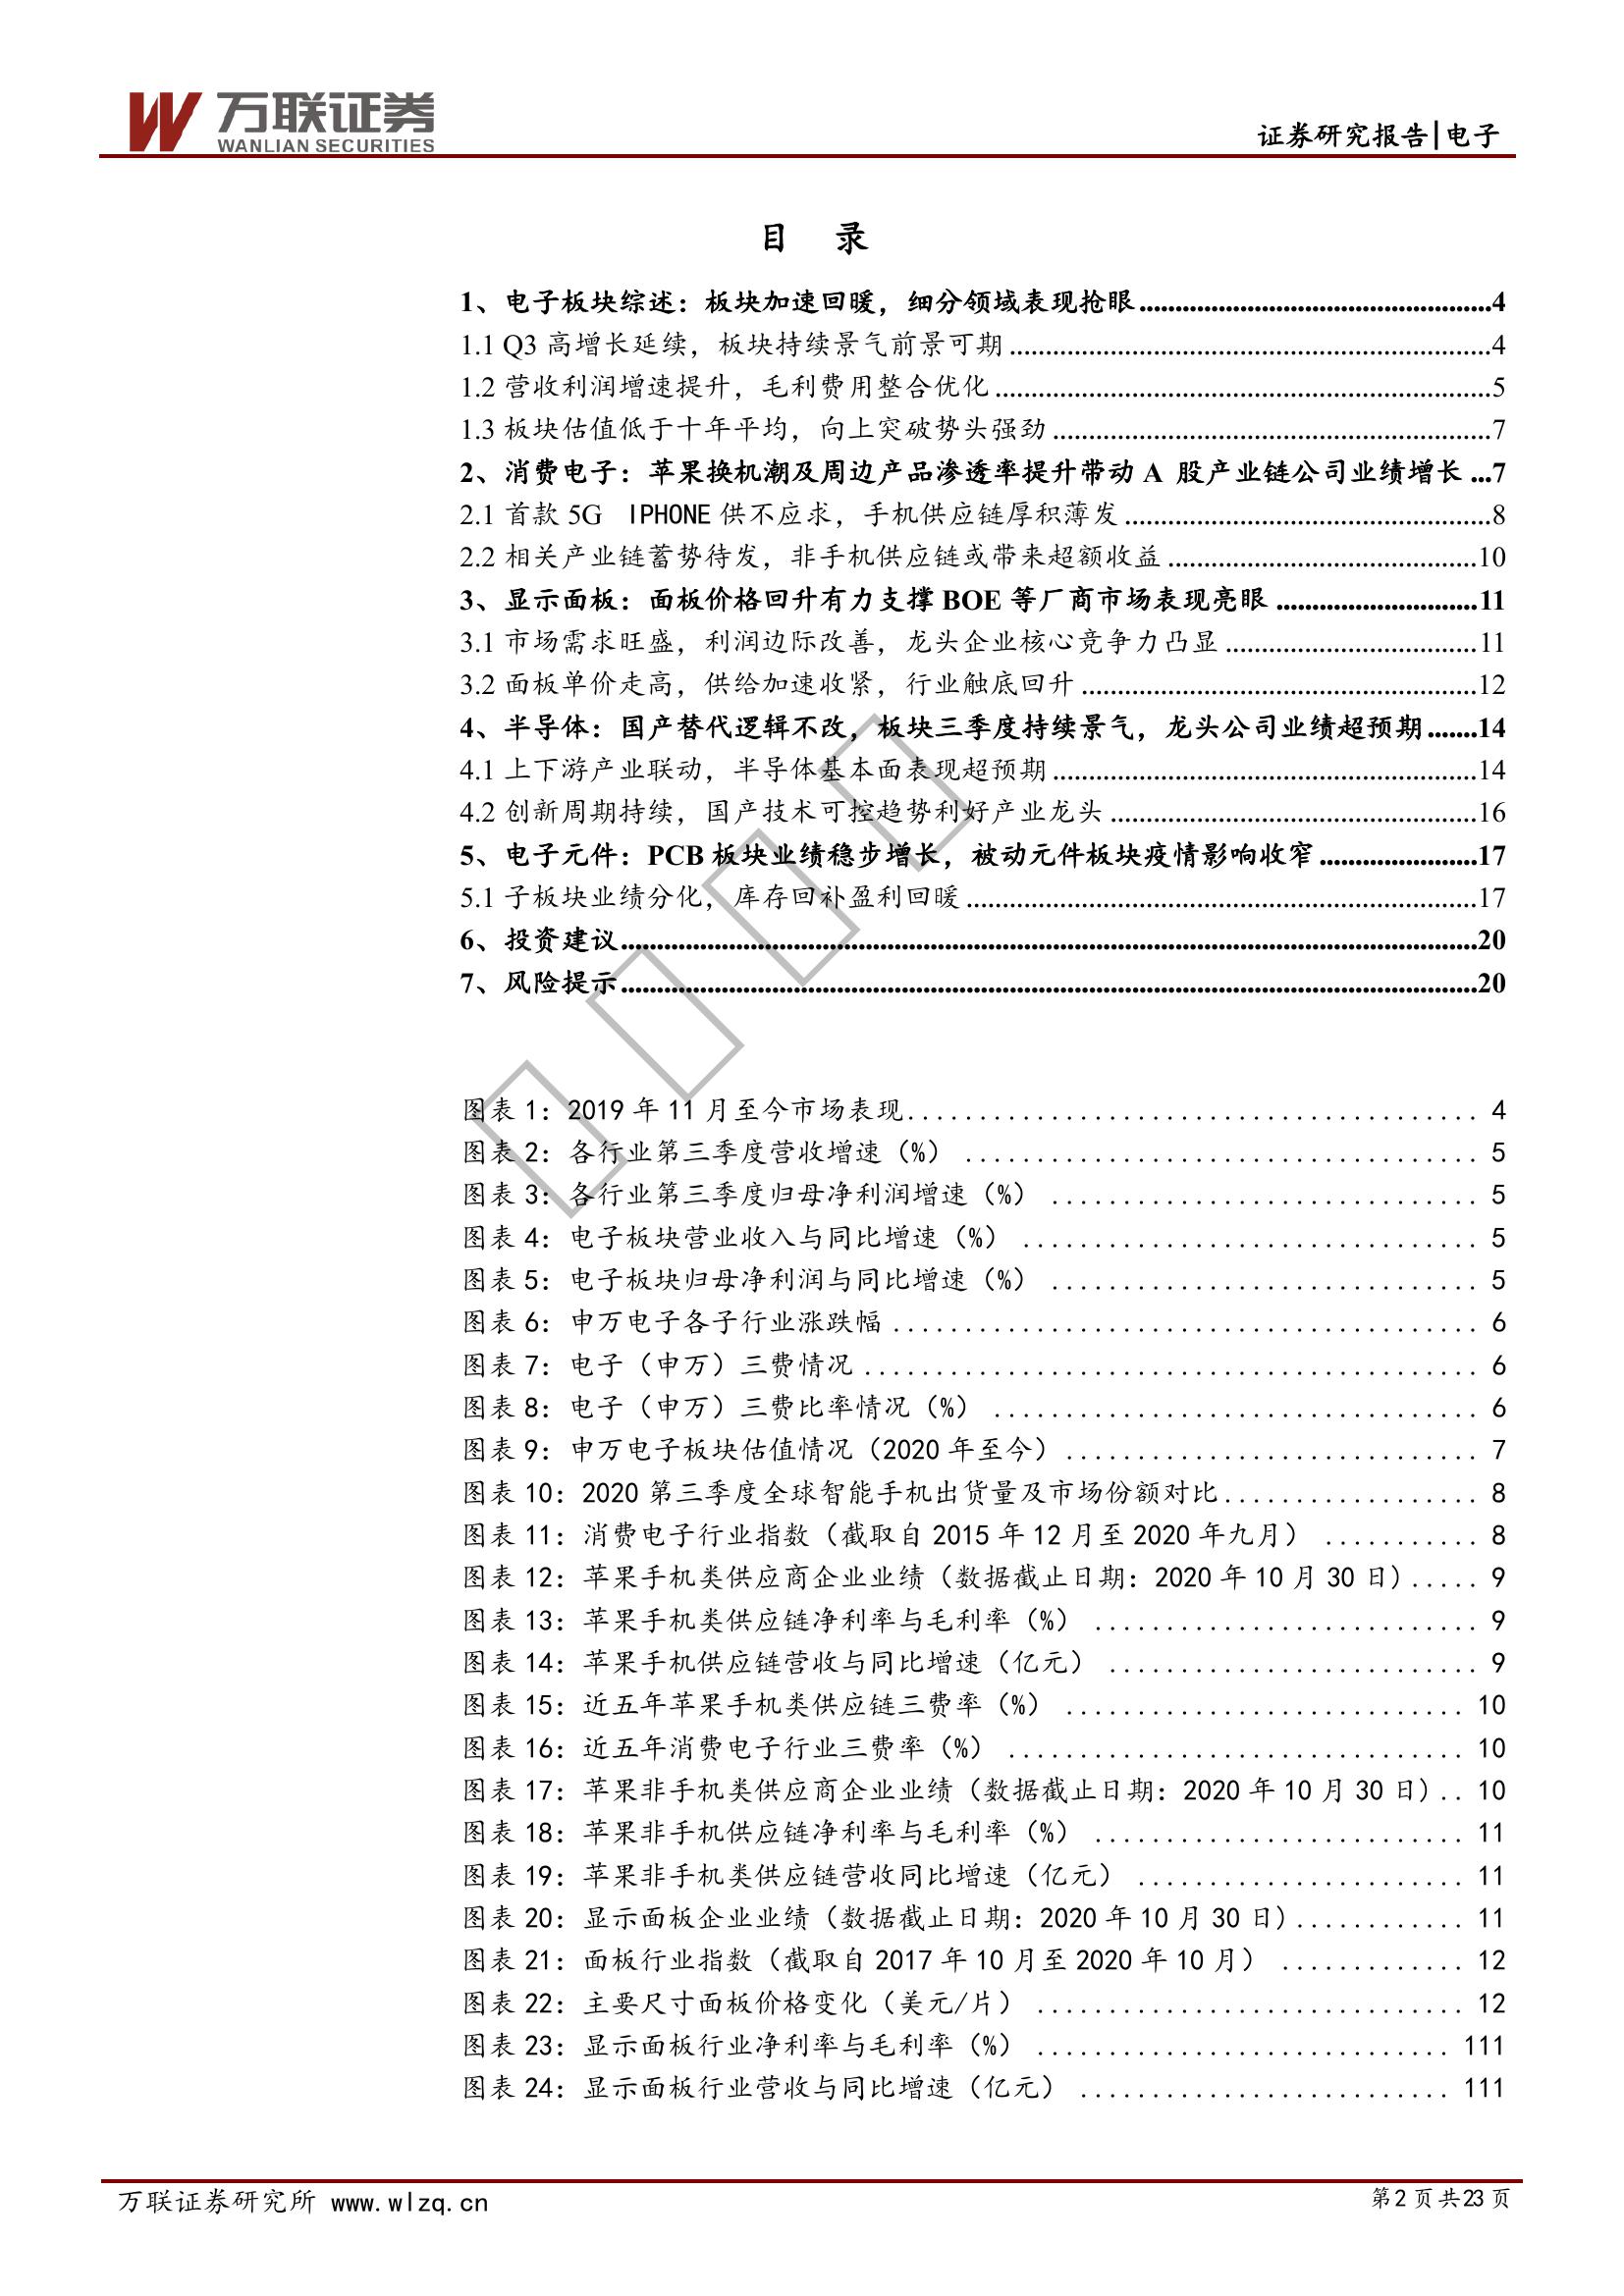 万联证券
WANLIAN SECURITIES
证券研究报告|电子
目 录
1、电子板块综述：板块加速回暖，细分领域表现抢眼.................................................4
1.1 Q3 高增长延续，板块持续景气前景可期...................................................................4
1.2 营收利润增速提升，毛利费用整合优化.....................................................................5
1.3 板块估值低于十年平均，向上突破势头强劲.............................................................7
2、消费电子：苹果换机潮及周边产品渗透率提升带动 A 股产业链公司业绩增长...7
2.1 首款 5G IPHONE 供不应求，手机供应链厚积薄发...................................................8
2.2 相关产业链蓄势待发，非手机供应链或带来超额收益...........................................10
3、显示面板：面板价格回升有力支撑 BOE 等厂商市场表现亮眼............................11
3.1 市场需求旺盛，利润边际改善，龙头企业核心竞争力凸显...................................11
3.2 面板单价走高，供给加速收紧，行业触底回升.......................................................12
4、半导体：国产替代逻辑不改，板块三季度持续景气，龙头公司业绩超预期.......14
4.1 上下游产业联动，半导体基本面表现超预期...........................................................14
4.2 创新周期持续，国产技术可控趋势利好产业龙头...................................................16
5、电子元件：PCB 板块业绩稳步增长，被动元件板块疫情影响收窄......................17
5.1 子板块业绩分化，库存回补盈利回暖.......................................................................17
6、投资建议.......................................................................................................................20
7、风险提示.......................................................................................................................20
图表 1：2019 年 11 月至今市场表现........................................ 4
图表 2：各行业第三季度营收增速（%）.................................... 5
图表 3：各行业第三季度归母净利润增速（%）.............................. 5
图表 4：电子板块营业收入与同比增速（%）................................ 5
图表 5：电子板块归母净利润与同比增速（%）.............................. 5
图表 6：申万电子各子行业涨跌幅......................................... 6
图表 7：电子（申万）三费情况........................................... 6
图表 8：电子（申万）三费比率情况（%）.................................. 6
图表 9：申万电子板块估值情况（2020 年至今）............................. 7
图表 10：2020 第三季度全球智能手机出货量及市场份额对比.................. 8
图表 11：消费电子行业指数（截取自 2015 年 12 月至 2020 年九月）........... 8
图表 12：苹果手机类供应商企业业绩（数据截止日期：2020 年 10 月 30 日）..... 9
图表 13：苹果手机类供应链净利率与毛利率（%）........................... 9
图表 14：苹果手机供应链营收与同比增速（亿元）.......................... 9
图表 15：近五年苹果手机类供应链三费率（%）............................ 10
图表 16：近五年消费电子行业三费率（%）................................ 10
图表 17：苹果非手机类供应商企业业绩（数据截止日期：2020 年 10 月 30 日）.. 10
图表 18：苹果非手机供应链净利率与毛利率（%）.......................... 11
图表 19：苹果非手机类供应链营收同比增速（亿元）....................... 11
图表 20：显示面板企业业绩（数据截止日期：2020 年 10 月 30 日）............ 11
图表 21：面板行业指数（截取自 2017 年 10 月至 2020 年 10 月）............. 12
图表 22：主要尺寸面板价格变化（美元/片）.............................. 12
图表 23：显示面板行业净利率与毛利率（%）............................. 111
图表 24：显示面板行业营收与同比增速（亿元）.......................... 111
万联证券研究所 www.wlzq.cn
第2 页 共23 页